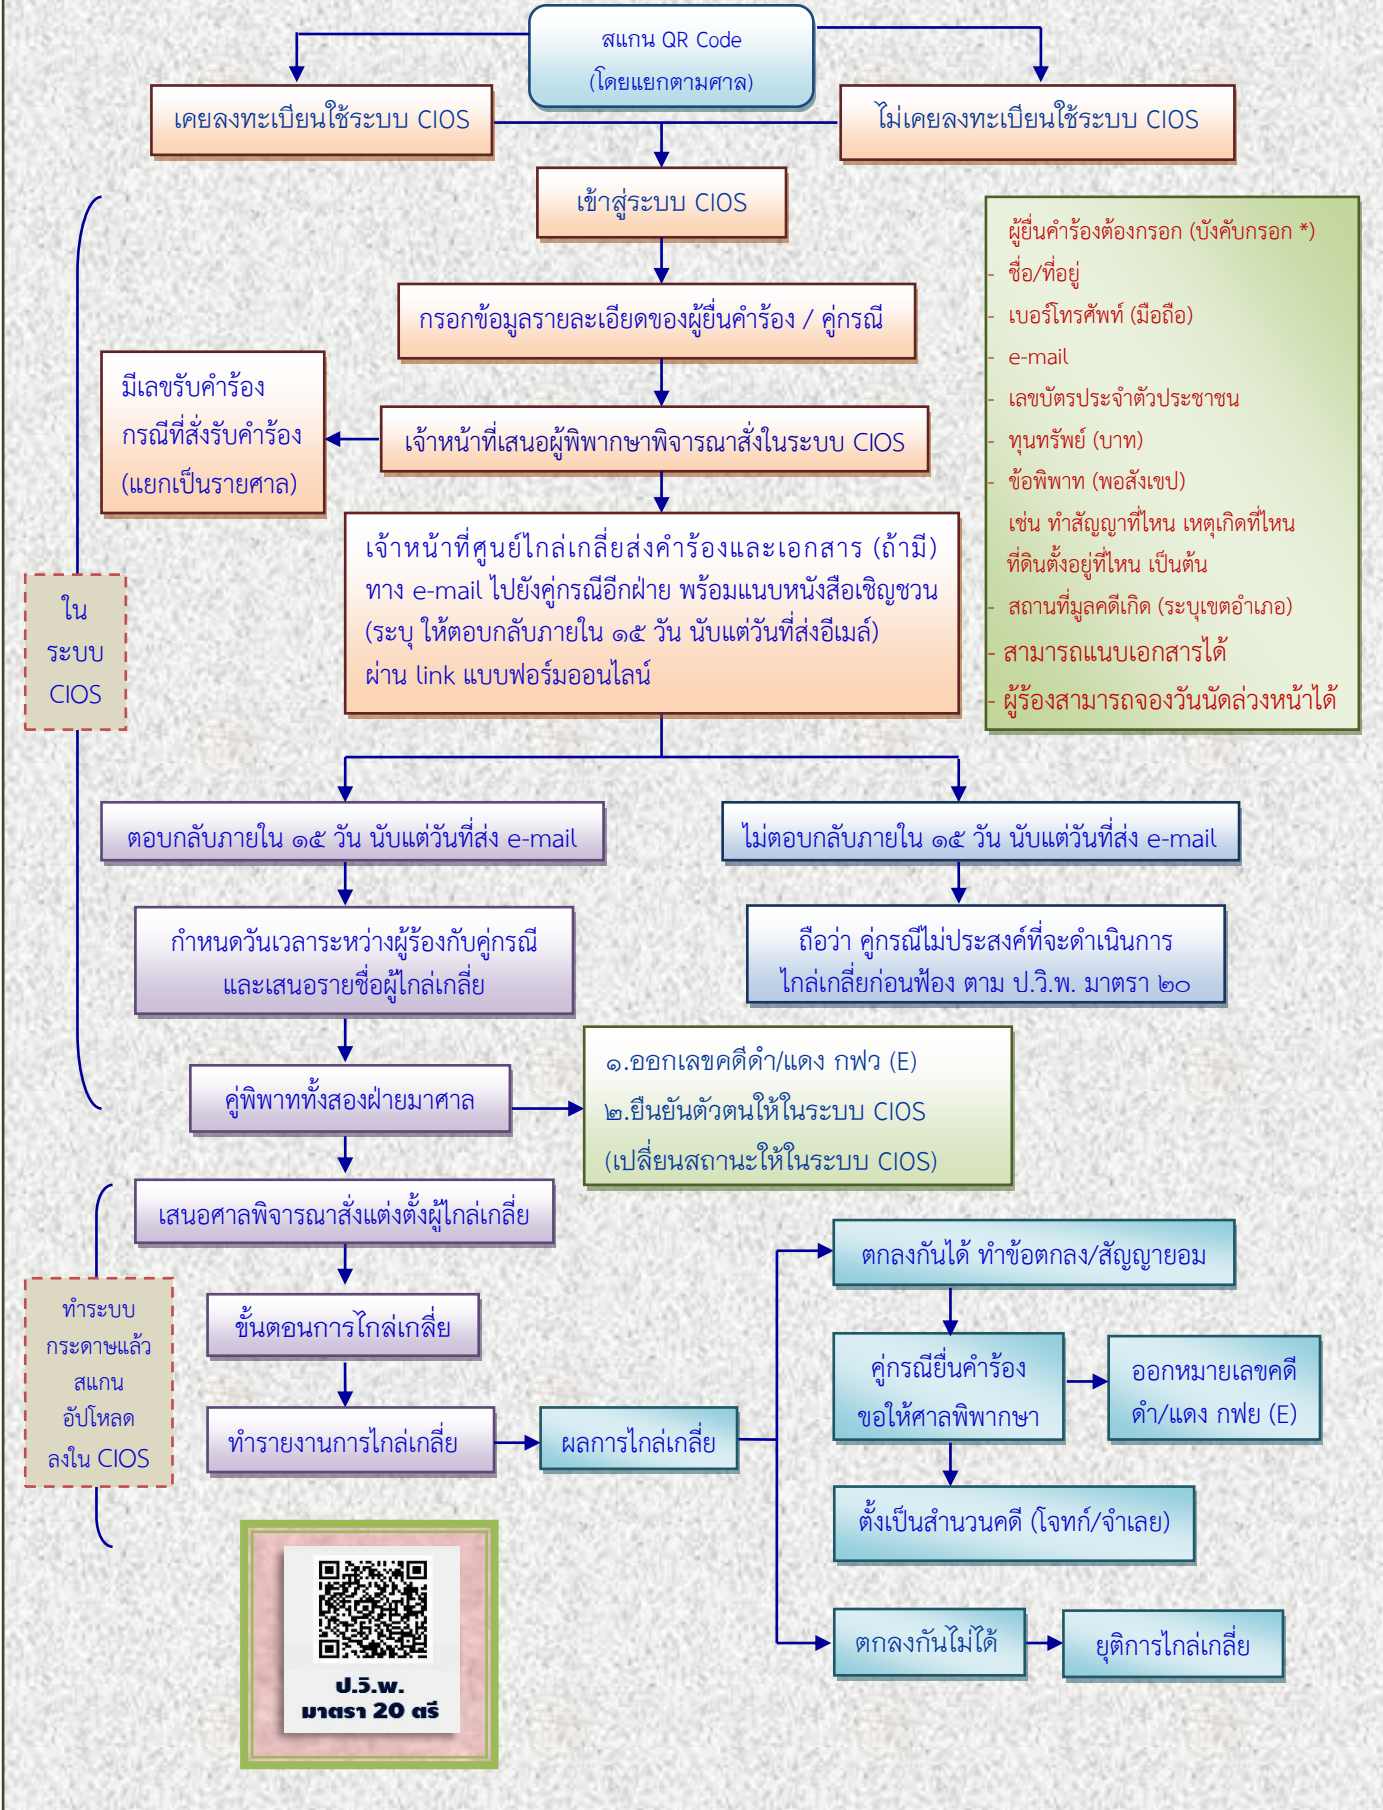 สแกน QR Code
(โดยแยกตามศาล)
เคยลงทะเบียนใช้ระบบ CIOS
ไม่เคยลงทะเบียนใช้ระบบ CIOS
เข้าสู่ระบบ CIOS
กรอกข้อมูลรายละเอียดของผู้ยื่นคำร้อง / คู่กรณี
ผู้ยื่นคำร้องต้องกรอก (บังคับกรอก *)
- ชื่อ/ที่อยู่
- เบอร์โทรศัพท์ (มือถือ)
- e-mail
- เลขบัตรประจำตัวประชาชน
- ทุนทรัพย์ (บาท)
- ข้อพิพาท (พอสังเขป)
เช่น ทำสัญญาที่ไหน เหตุเกิดที่ไหน
ที่ดินตั้งอยู่ที่ไหน เป็นต้น
- สถานที่มูลคดีเกิด (ระบุเขตอำเภอ)
- สามารถแนบเอกสารได้
- ผู้ร้องสามารถจองวันนัดล่วงหน้าได้
มีเลขรับคำร้อง
กรณีที่สั่งรับคำร้อง
(แยกเป็นรายศาล)
เจ้าหน้าที่เสนอผู้พิพากษาพิจารณาสั่งในระบบ CIOS
เจ้าหน้าที่ศูนย์ไกล่เกลี่ยส่งคำร้องและเอกสาร (ถ้ามี)
ทาง e-mail ไปยังคู่กรณีอีกฝ่าย พร้อมแนบหนังสือเชิญชวน
(ระบุ ให้ตอบกลับภายใน ๑๕ วัน นับแต่วันที่ส่งอีเมล์)
ผ่าน link แบบฟอร์มออนไลน์
ใน
ระบบ
CIOS
ตอบกลับภายใน ๑๕ วัน นับแต่วันที่ส่ง e-mail
ไม่ตอบกลับภายใน ๑๕ วัน นับแต่วันที่ส่ง e-mail
กำหนดวันเวลาระหว่างผู้ร้องกับคู่กรณี
และเสนอรายชื่อผู้ไกล่เกลี่ย
ถือว่า คู่กรณีไม่ประสงค์ที่จะดำเนินการ
ไกล่เกลี่ยก่อนฟ้อง ตาม ป.วิ.พ. มาตรา ๒๐
คู่พิพาททั้งสองฝ่ายมาศาล
๑.ออกเลขคดีดำ/แดง กฟว (E)
๒.ยืนยันตัวตนให้ในระบบ CIOS
(เปลี่ยนสถานะให้ในระบบ CIOS)
เสนอศาลพิจารณาสั่งแต่งตั้งผู้ไกล่เกลี่ย
ขั้นตอนการไกล่เกลี่ย
ทำรายงานการไกล่เกลี่ย
ผลการไกล่เกลี่ย
ทำระบบ
กระดาษแล้ว
สแกน
อัปโหลด
ลงใน CIOS
ตกลงกันได้ ทำข้อตกลง/สัญญายอม
คู่กรณียื่นคำร้อง
ขอให้ศาลพิพากษา
ออกหมายเลขคดี
ดำ/แดง กฟย (E)
ตั้งเป็นสำนวนคดี (โจทก์/จำเลย)
ตกลงกันไม่ได้
ยุติการไกล่เกลี่ย
ป.วิ.พ.
มาตรา 20 ตรี